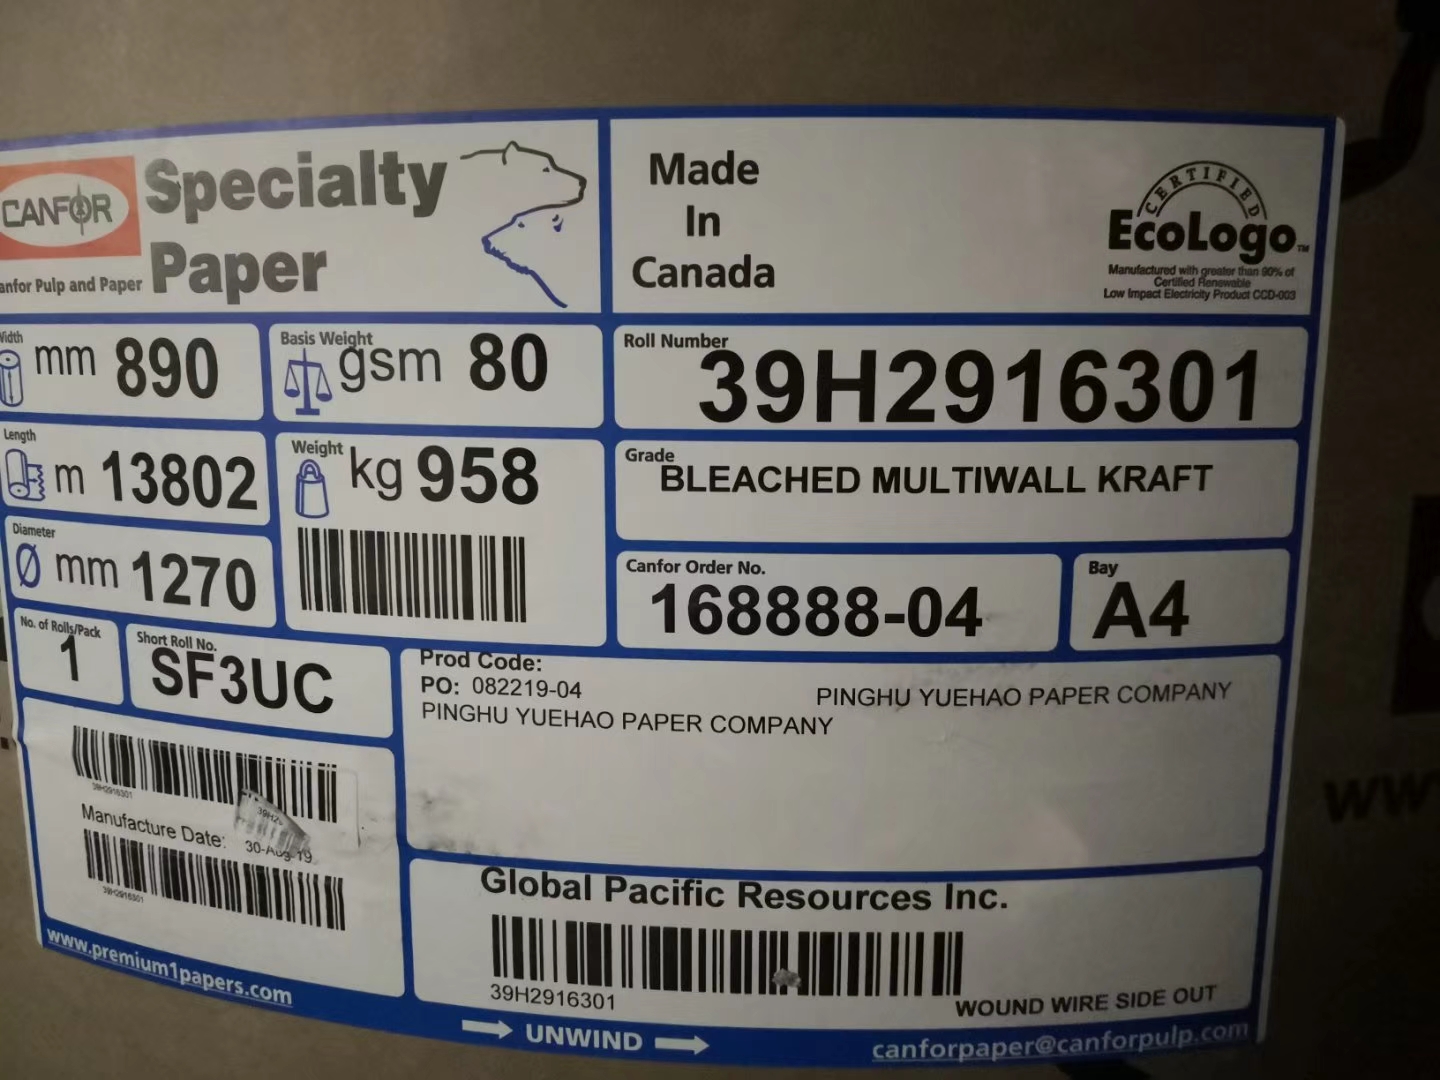 CANFOR
Specialty
Paper
anfor Pulp and Paper
Made
In
Canada
CERTIFIED
EcoLogo™
Manufactured with greater than 90% of
Certified Renewable
Low Impact Electricity Product CCD-003
Width
mm 890
Basis Weight
gsm 80
Roll Number
39H2916301
Length
m 13802
Weight
kg 958
Grade
BLEACHED MULTIWALL KRAFT
Diameter
Ø mm 1270
Canfor Order No.
168888-04
Bay
A4
No. of Rolls/Pack
1
Short Roll No.
SF3UC
Prod Code:
PO: 082219-04
PINGHU YUEHAO PAPER COMPANY
PINGHU YUEHAO PAPER COMPANY
39H2916301
Manufacture Date: 30-Aug-19
39H2916301
Global Pacific Resources Inc.
39H2916301
WOUND WIRE SIDE OUT
www.premium1papers.com
UNWIND
canforpaper@canforpulp.com